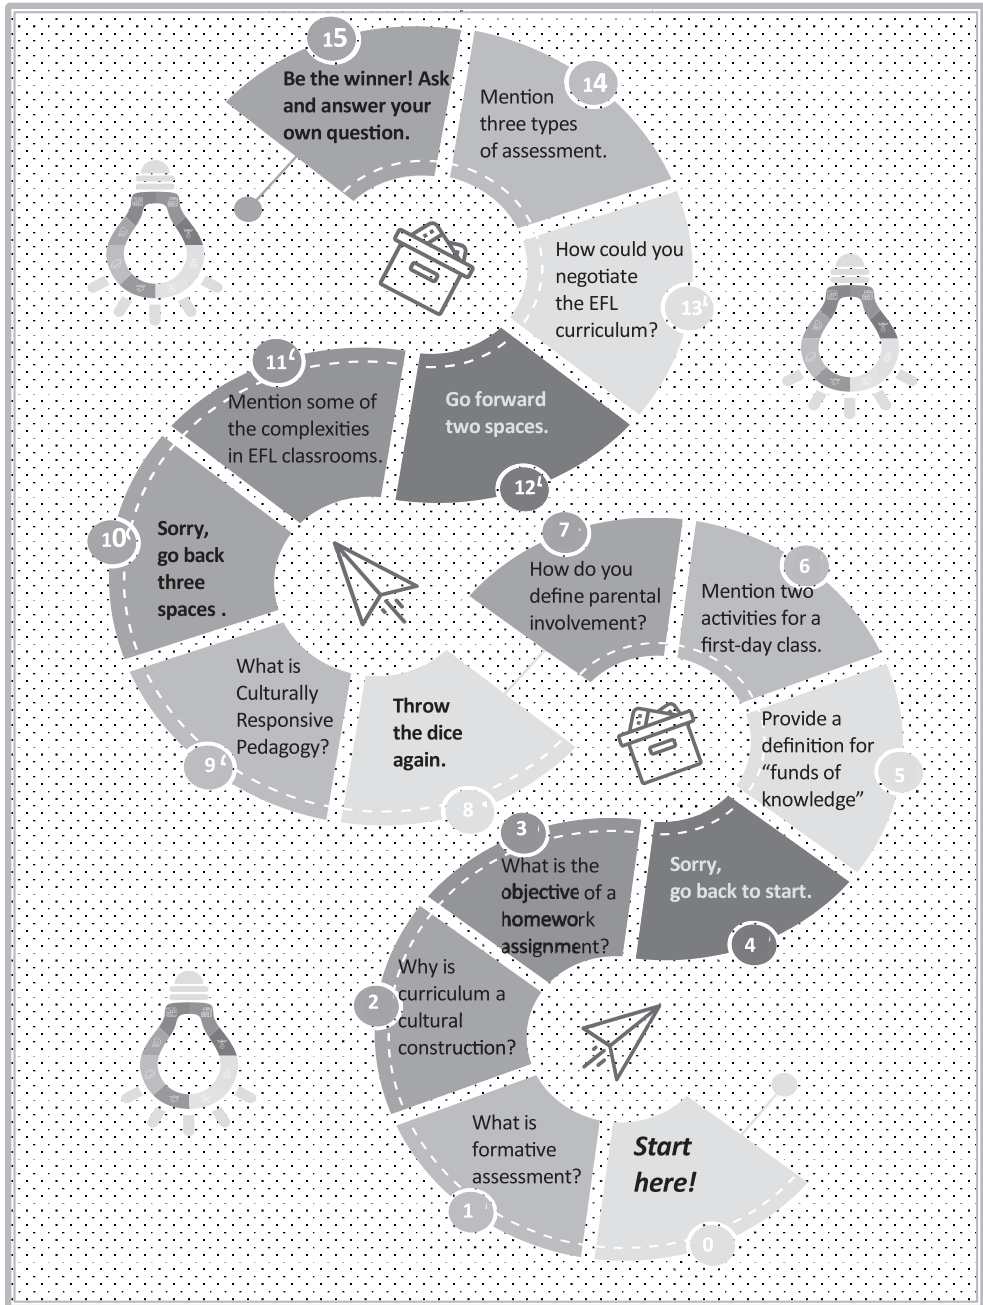 15
Be the winner! Ask
and answer your
own question.
14
Mention
three types
of assessment.
How could you
negotiate
the EFL
curriculum?
13
11
Mention some of
the complexities
in EFL classrooms.
Go forward
two spaces.
12
10
Sorry,
go back
three
spaces .
7
How do you
define parental
involvement?
6
Mention two
activities for a
first-day class.
What is
Culturally
Responsive
Pedagogy?
9
Throw
the dice
again.
8
Provide a
definition for
“funds of
knowledge”
5
3
What is the
objective of a
homework
assignment?
Sorry,
go back to start.
4
2
Why is
curriculum a
cultural
construction?
What is
formative
assessment?
1
Start
here!
0